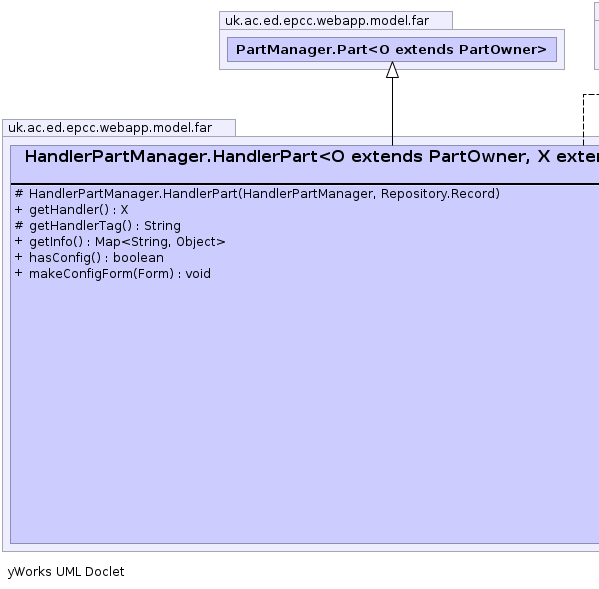 uk.ac.ed.epcc.webapp.model.far
PartManager.Part<O extends PartOwner>
uk.ac.ed.epcc.webapp.model.far
HandlerPartManager.HandlerPart<O extends PartOwner, X exte
# HandlerPartManager.HandlerPart(HandlerPartManager, Repository.Record)
+ getHandler() : X
# getHandlerTag() : String
+ getInfo() : Map<String, Object>
+ hasConfig() : boolean
+ makeConfigForm(Form) : void
yWorks UML Doclet